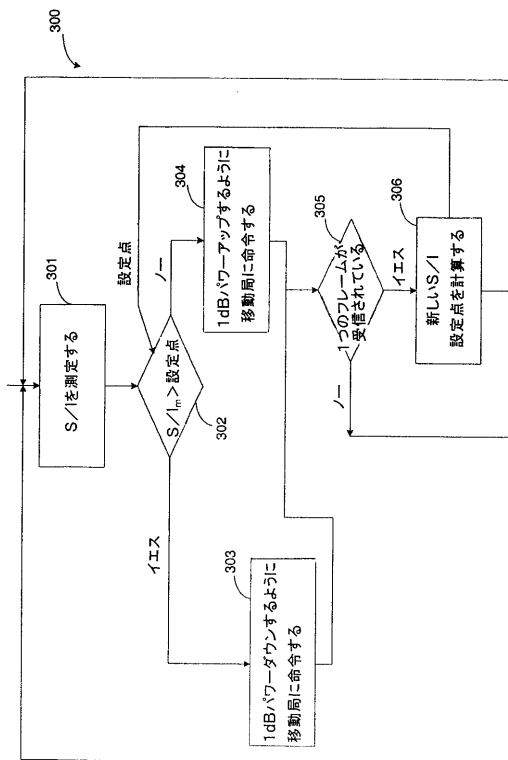 300
301
S/Iを測定する
設定点
S/Im＞設定点
302
イエス
ノー
303
1dBパワーダウンするように
移動局に命令する
304
1dBパワーアップするように
移動局に命令する
305
1つのフレームが
受信されている
ノー
イエス
306
新しいS/I
設定点を計算する